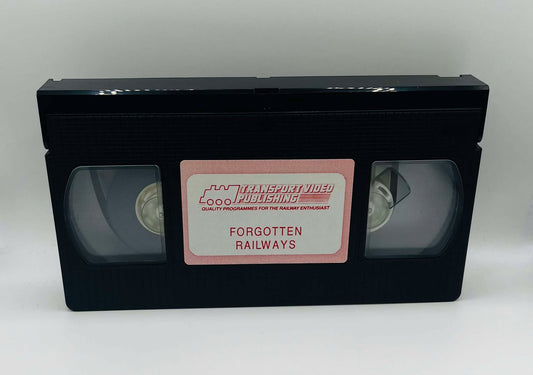 TRANSPORT VIDEO
PUBLISHING
QUALITY PROGRAMMES FOR THE RAILWAY ENTHUSIAST
FORGOTTEN
RAILWAYS